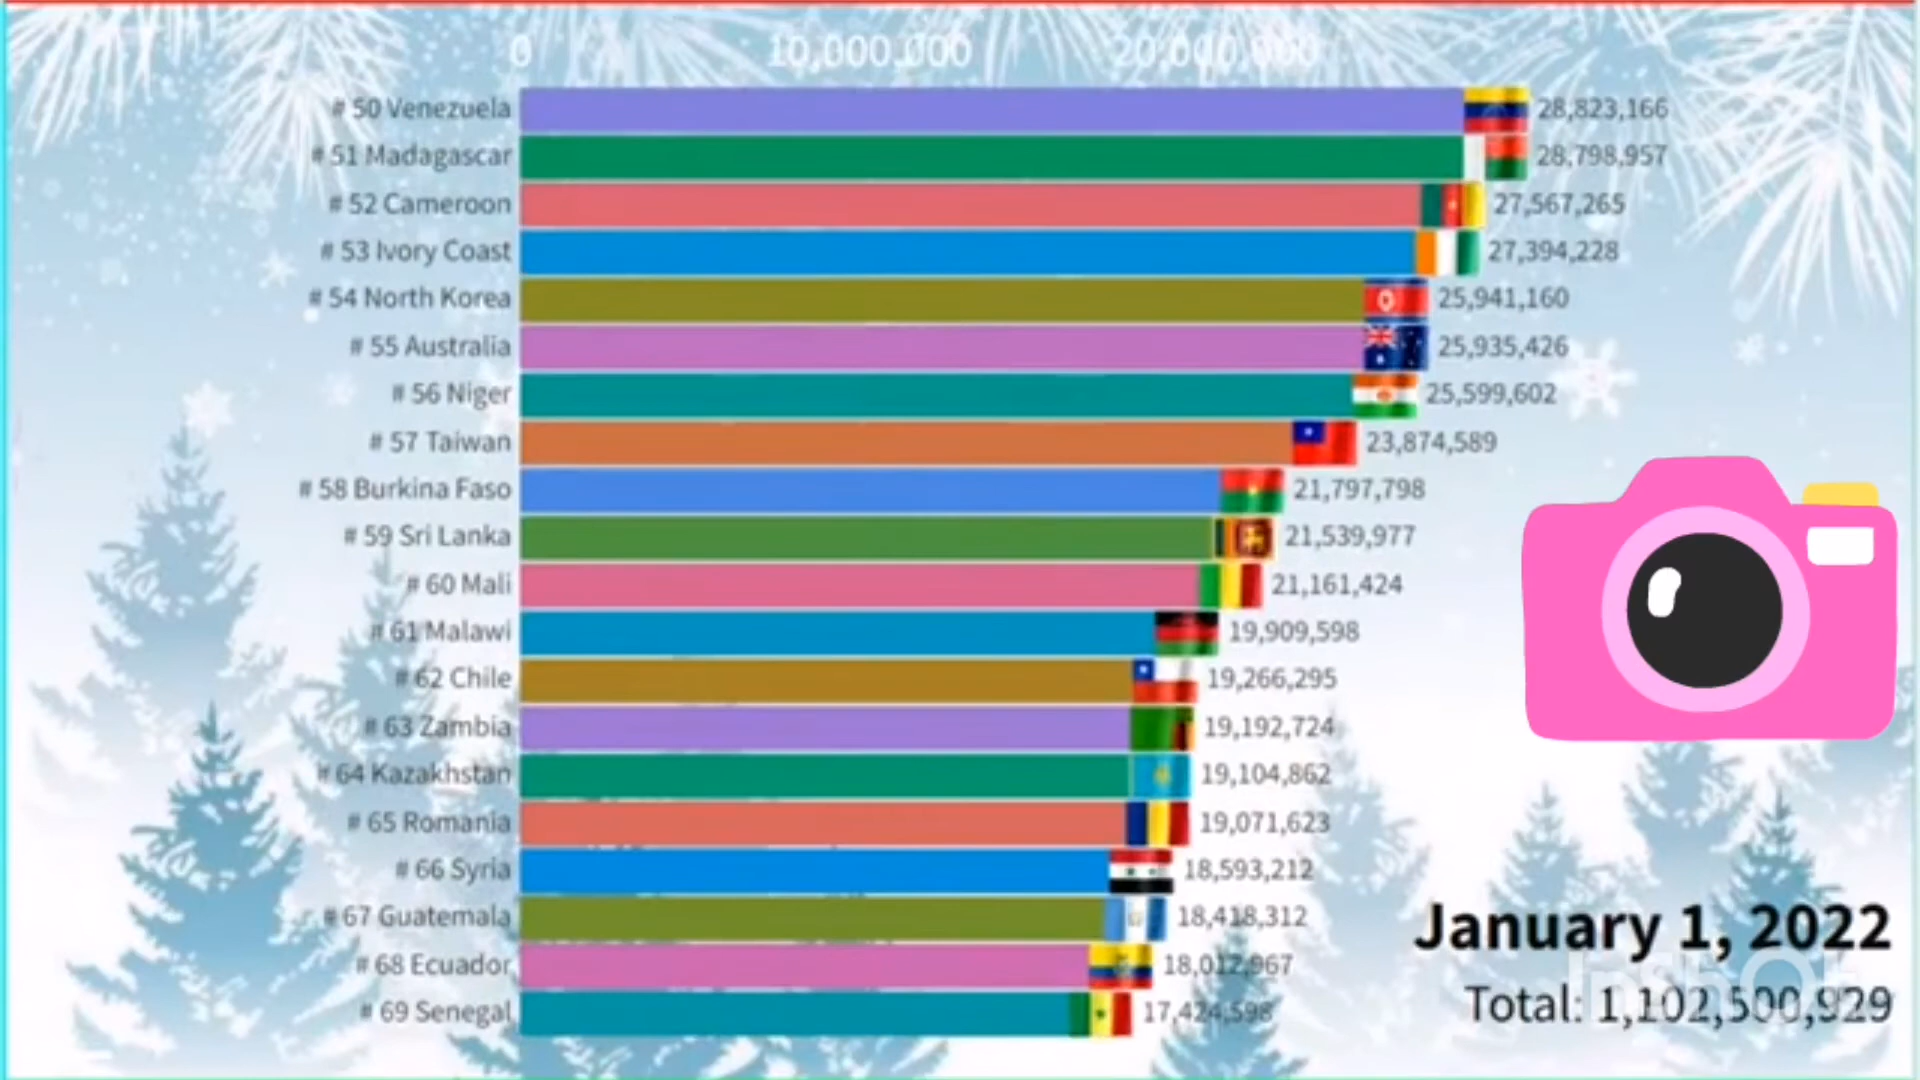 0 10,000,000 20,000,000
# 50 Venezuela 28,823,166
# 51 Madagascar 28,798,957
# 52 Cameroon 27,567,265
# 53 Ivory Coast 27,394,228
# 54 North Korea 25,941,160
# 55 Australia 25,935,426
# 56 Niger 25,599,602
# 57 Taiwan 23,874,589
# 58 Burkina Faso 21,797,798
# 59 Sri Lanka 21,539,977
# 60 Mali 21,161,424
# 61 Malawi 19,909,598
# 62 Chile 19,266,295
# 63 Zambia 19,192,724
# 64 Kazakhstan 19,104,862
# 65 Romania 19,071,623
# 66 Syria 18,593,212
# 67 Guatemala 18,418,312
# 68 Ecuador 18,012,967
# 69 Senegal 17,424,598
January 1, 2022
InShOt
Total: 1,102,500,929